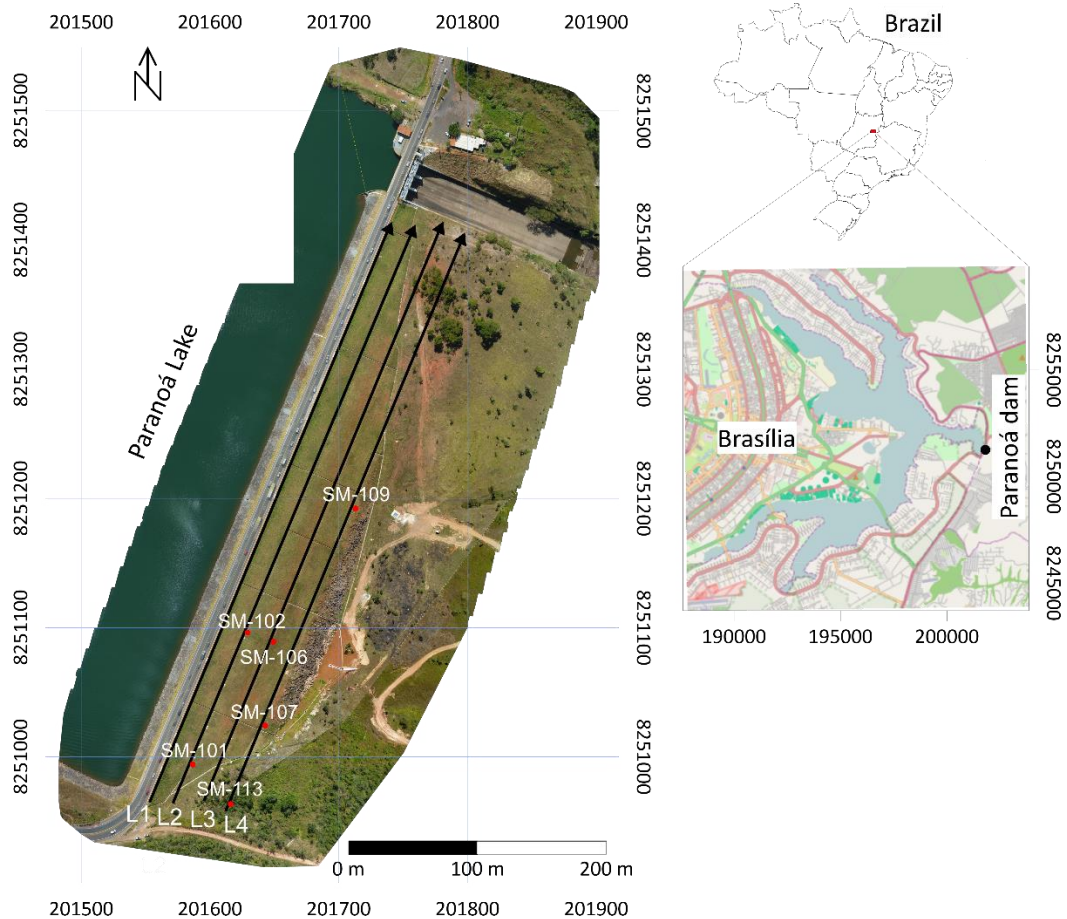 201500
201600
201700
201800
201900
N
8251500
8251400
8251300
8251200
8251100
8251000
8251500
8251400
8251300
8251200
8251100
8251000
Paranoá Lake
SM-109
SM-102
SM-106
SM-107
SM-101
SM-113
L1
L2
L3
L4
0 m
100 m
200 m
201500
201600
201700
201800
201900
Brazil
Brasília
Paranoá dam
8255000
8250000
8245000
190000
195000
200000